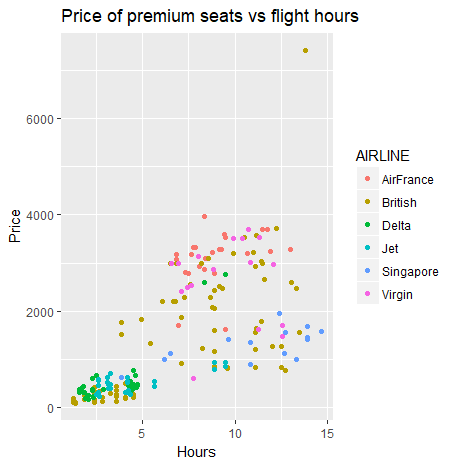 Price of premium seats vs flight hours
6000
4000
2000
0
Price
5
10
15
Hours
AIRLINE
AirFrance
British
Delta
Jet
Singapore
Virgin